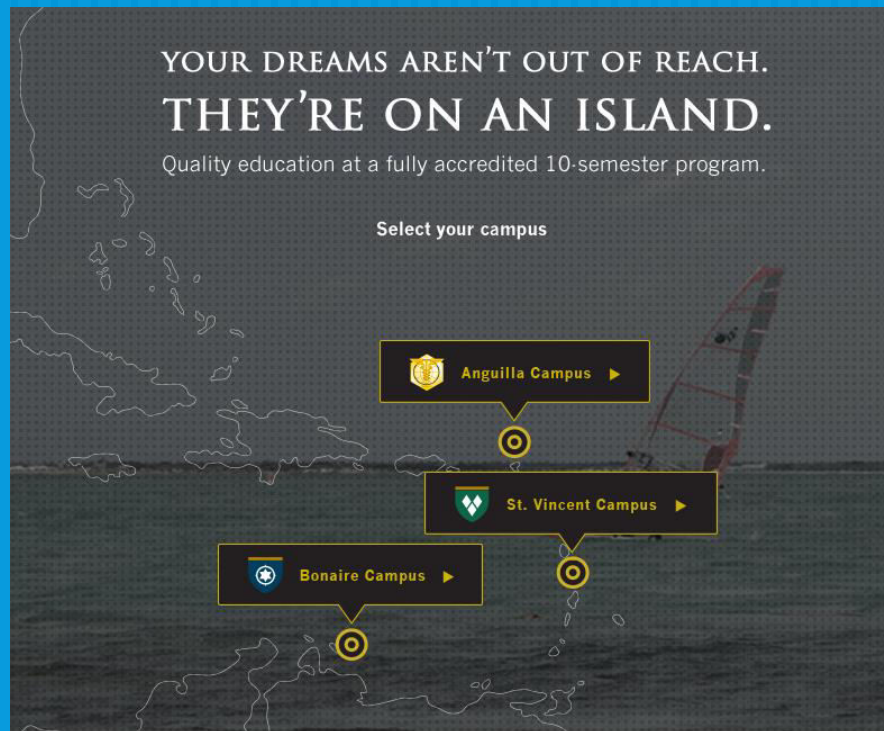 YOUR DREAMS AREN'T OUT OF REACH.
THEY'RE ON AN ISLAND.
Quality education at a fully accredited 10-semester program.
Select your campus
Anguilla Campus
St. Vincent Campus
Bonaire Campus